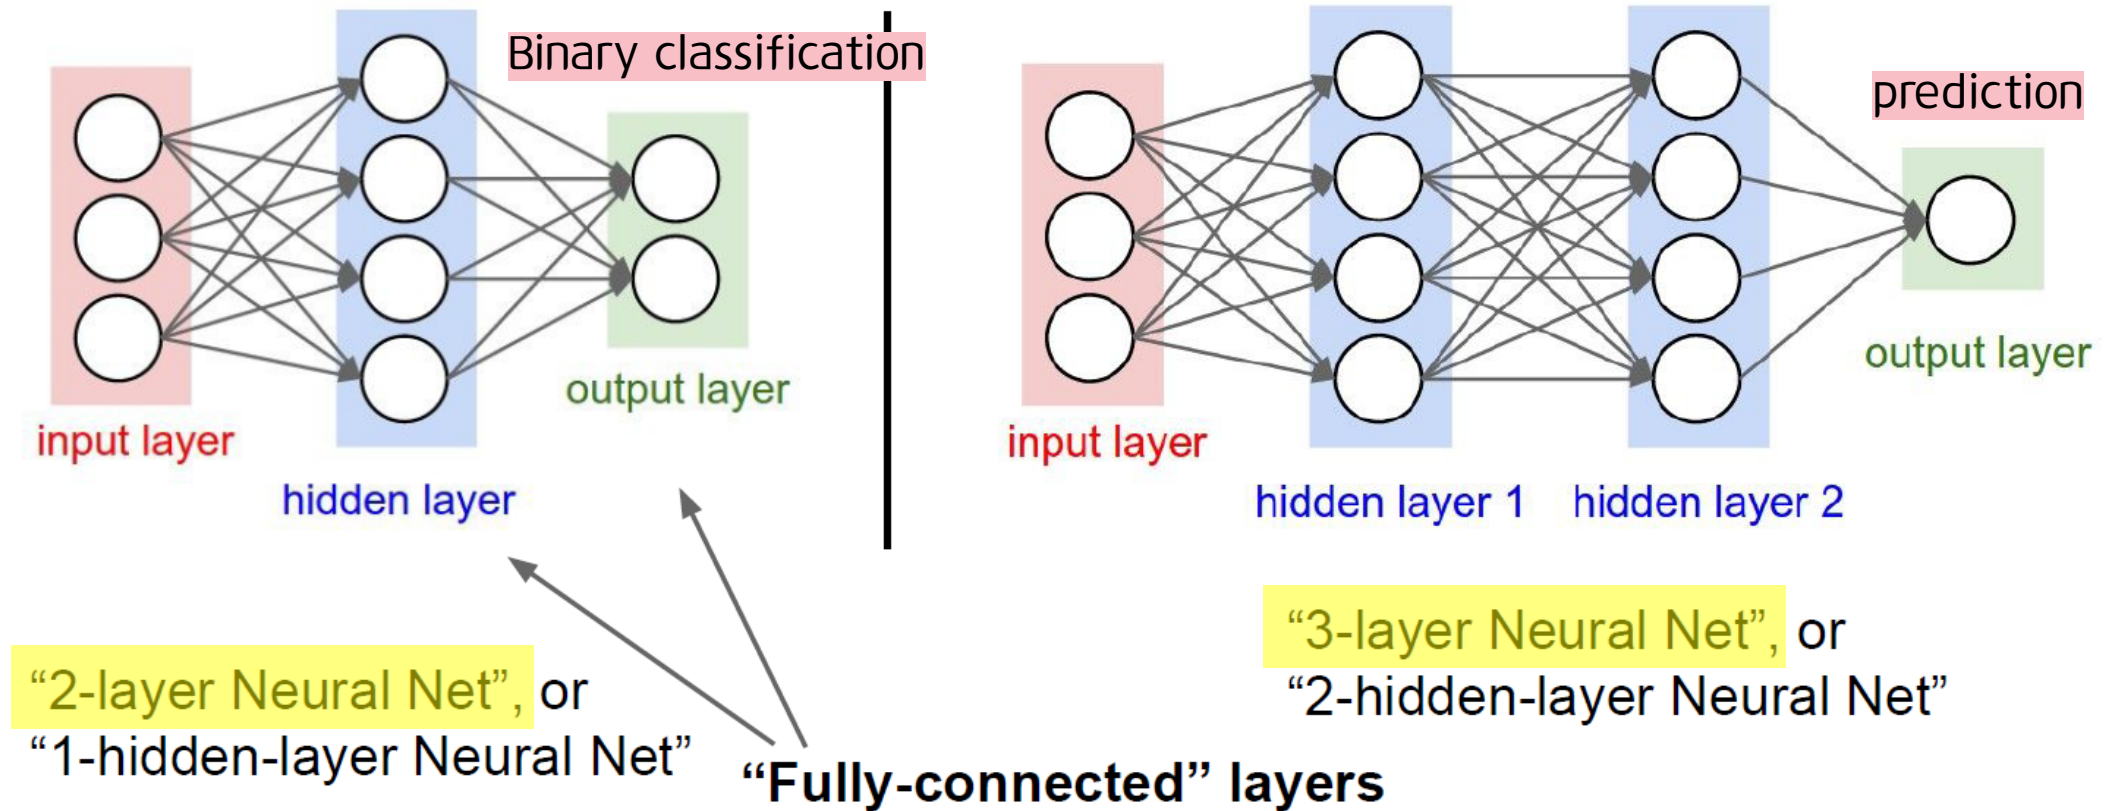 Binary classification
input layer
hidden layer
output layer
“2-layer Neural Net”, or
“1-hidden-layer Neural Net”
“Fully-connected” layers
prediction
input layer
hidden layer 1
hidden layer 2
output layer
“3-layer Neural Net”, or
“2-hidden-layer Neural Net”